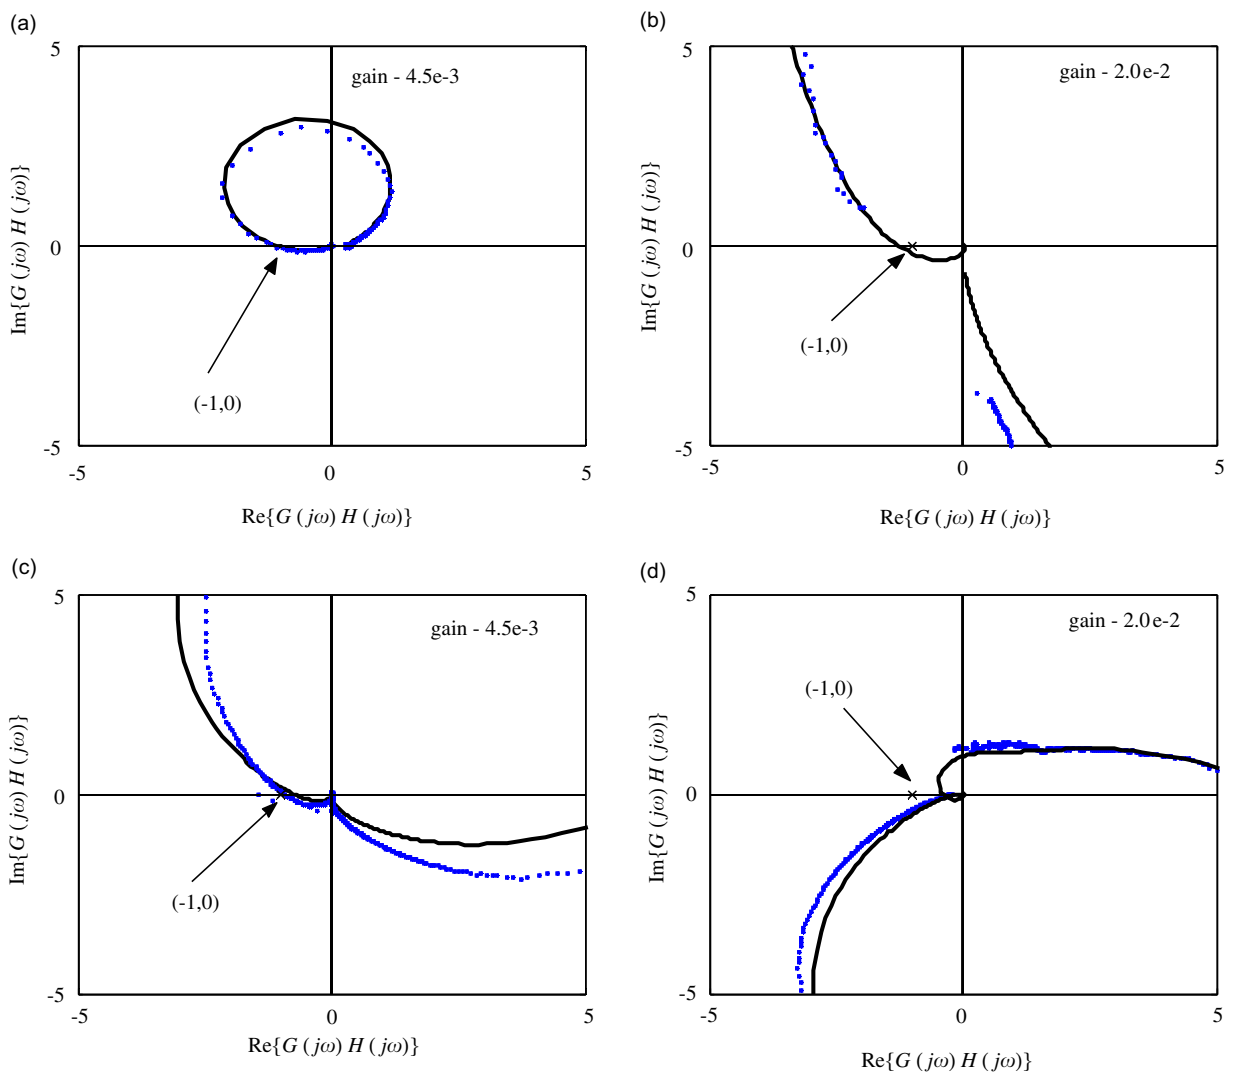 (a)
5
gain - 4.5e-3
Im{G (jω) H (jω)}
0
(-1,0)
-5
-5
0
5
Re{G (jω) H (jω)}
(b)
5
gain - 2.0e-2
Im{G (jω) H (jω)}
0
(-1,0)
-5
-5
0
5
Re{G (jω) H (jω)}
(c)
5
gain - 4.5e-3
Im{G (jω) H (jω)}
0
(-1,0)
-5
-5
0
5
Re{G (jω) H (jω)}
(d)
5
gain - 2.0e-2
(-1,0)
Im{G (jω) H (jω)}
0
-5
-5
0
5
Re{G (jω) H (jω)}